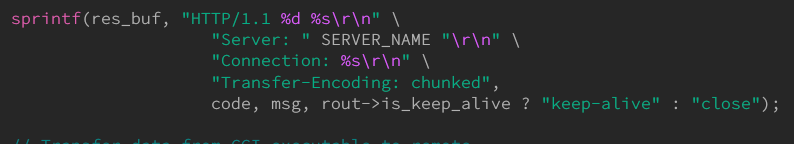 sprintf(res_buf, "HTTP/1.1 %d %s\r\n" \
"Server: " SERVER_NAME "\r\n" \
"Connection: %s\r\n" \
"Transfer-Encoding: chunked",
code, msg, rout->is_keep_alive ? "keep-alive" : "close");
// Transfer data from CGI executable to remote